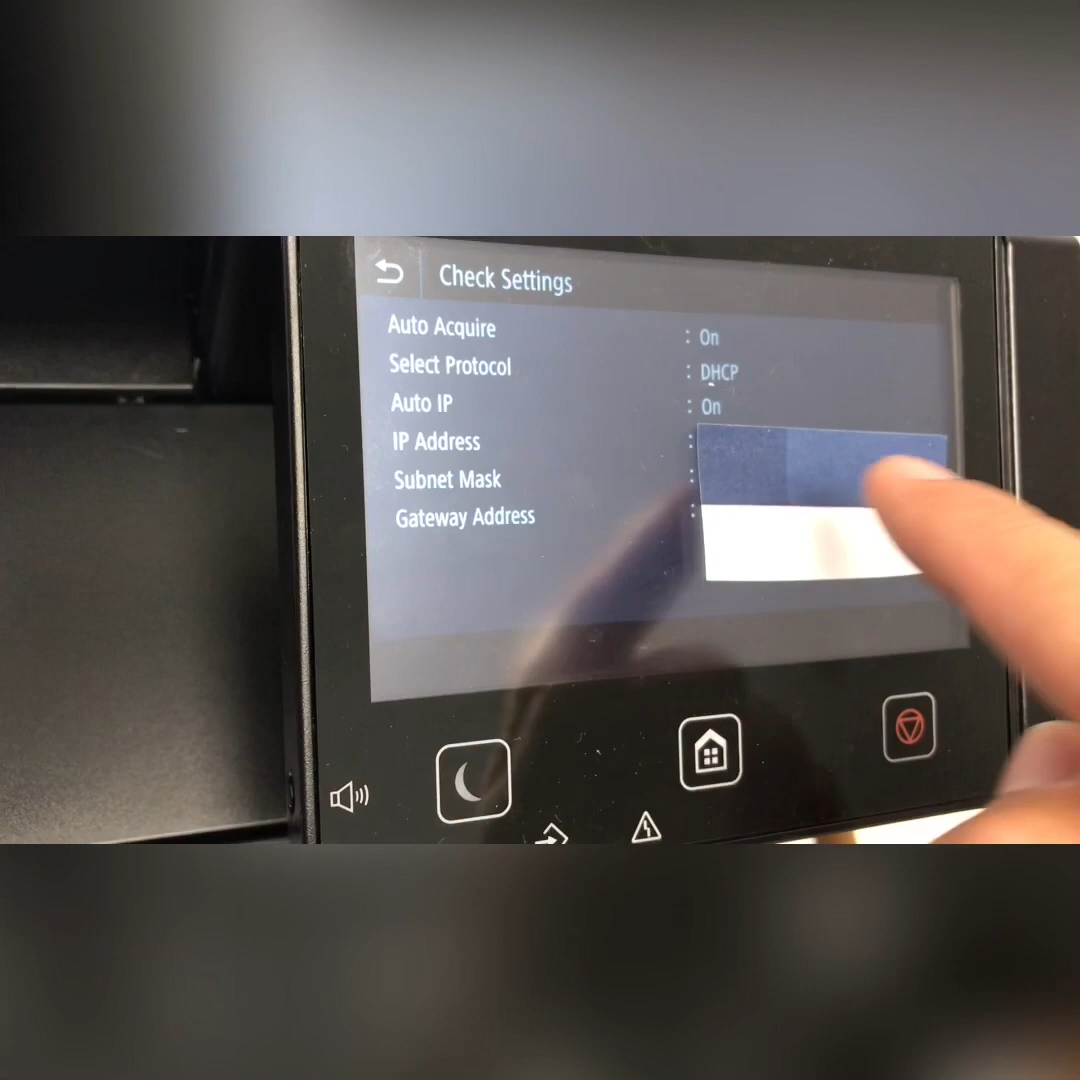 Check Settings
Auto Acquire : On
Select Protocol : DHCP
Auto IP : On
IP Address :
Subnet Mask :
Gateway Address :